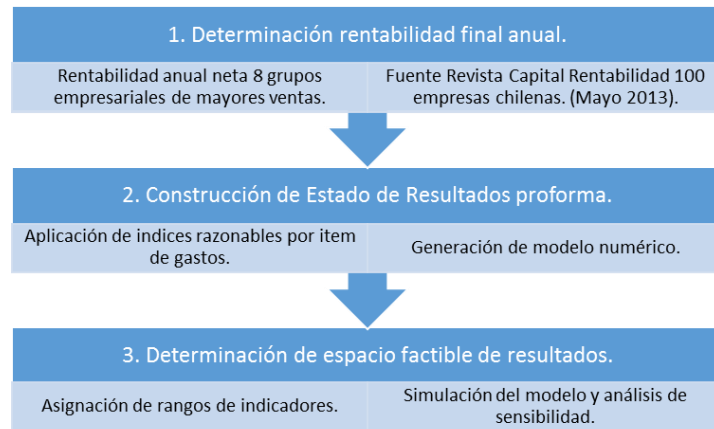 1. Determinación rentabilidad final anual.
Rentabilidad anual neta 8 grupos
empresariales de mayores ventas.
Fuente Revista Capital Rentabilidad 100
empresas chilenas. (Mayo 2013).
2. Construcción de Estado de Resultados proforma.
Aplicación de indices razonables por item
de gastos.
Generación de modelo numérico.
3. Determinación de espacio factible de resultados.
Asignación de rangos de indicadores.
Simulación del modelo y análisis de
sensibilidad.